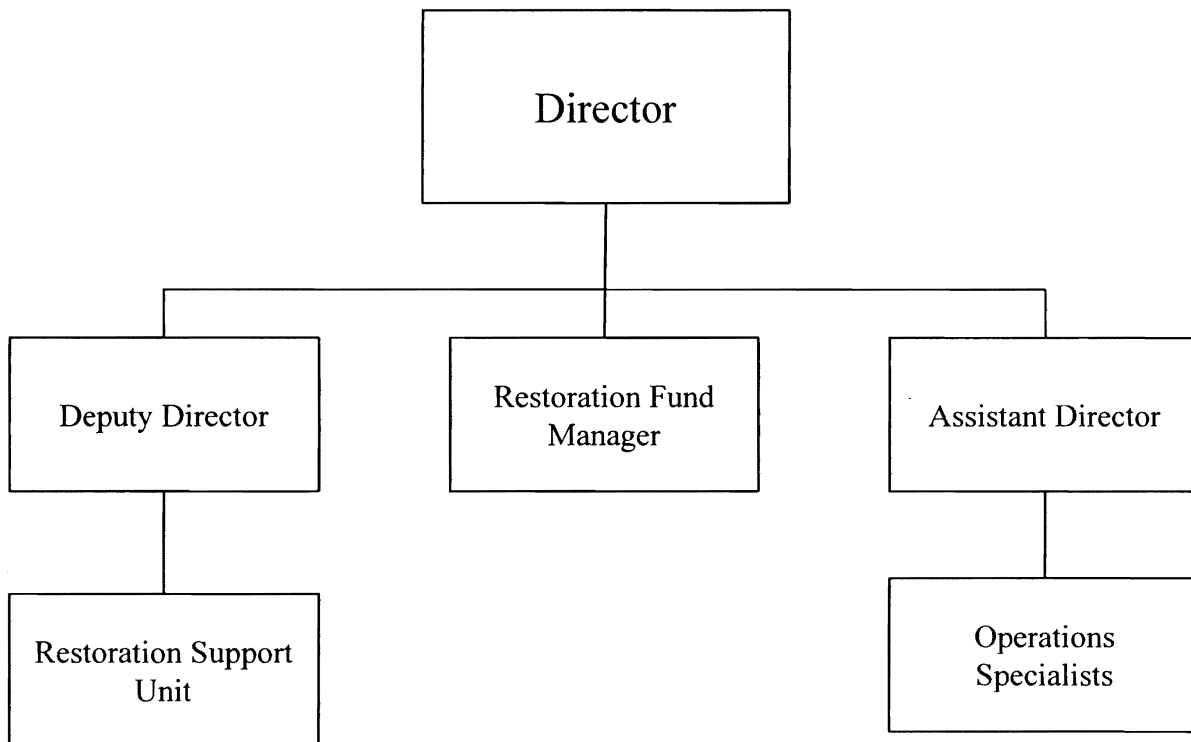 Director
Deputy Director
Restoration Fund
Manager
Assistant Director
Restoration Support
Unit
Operations
Specialists